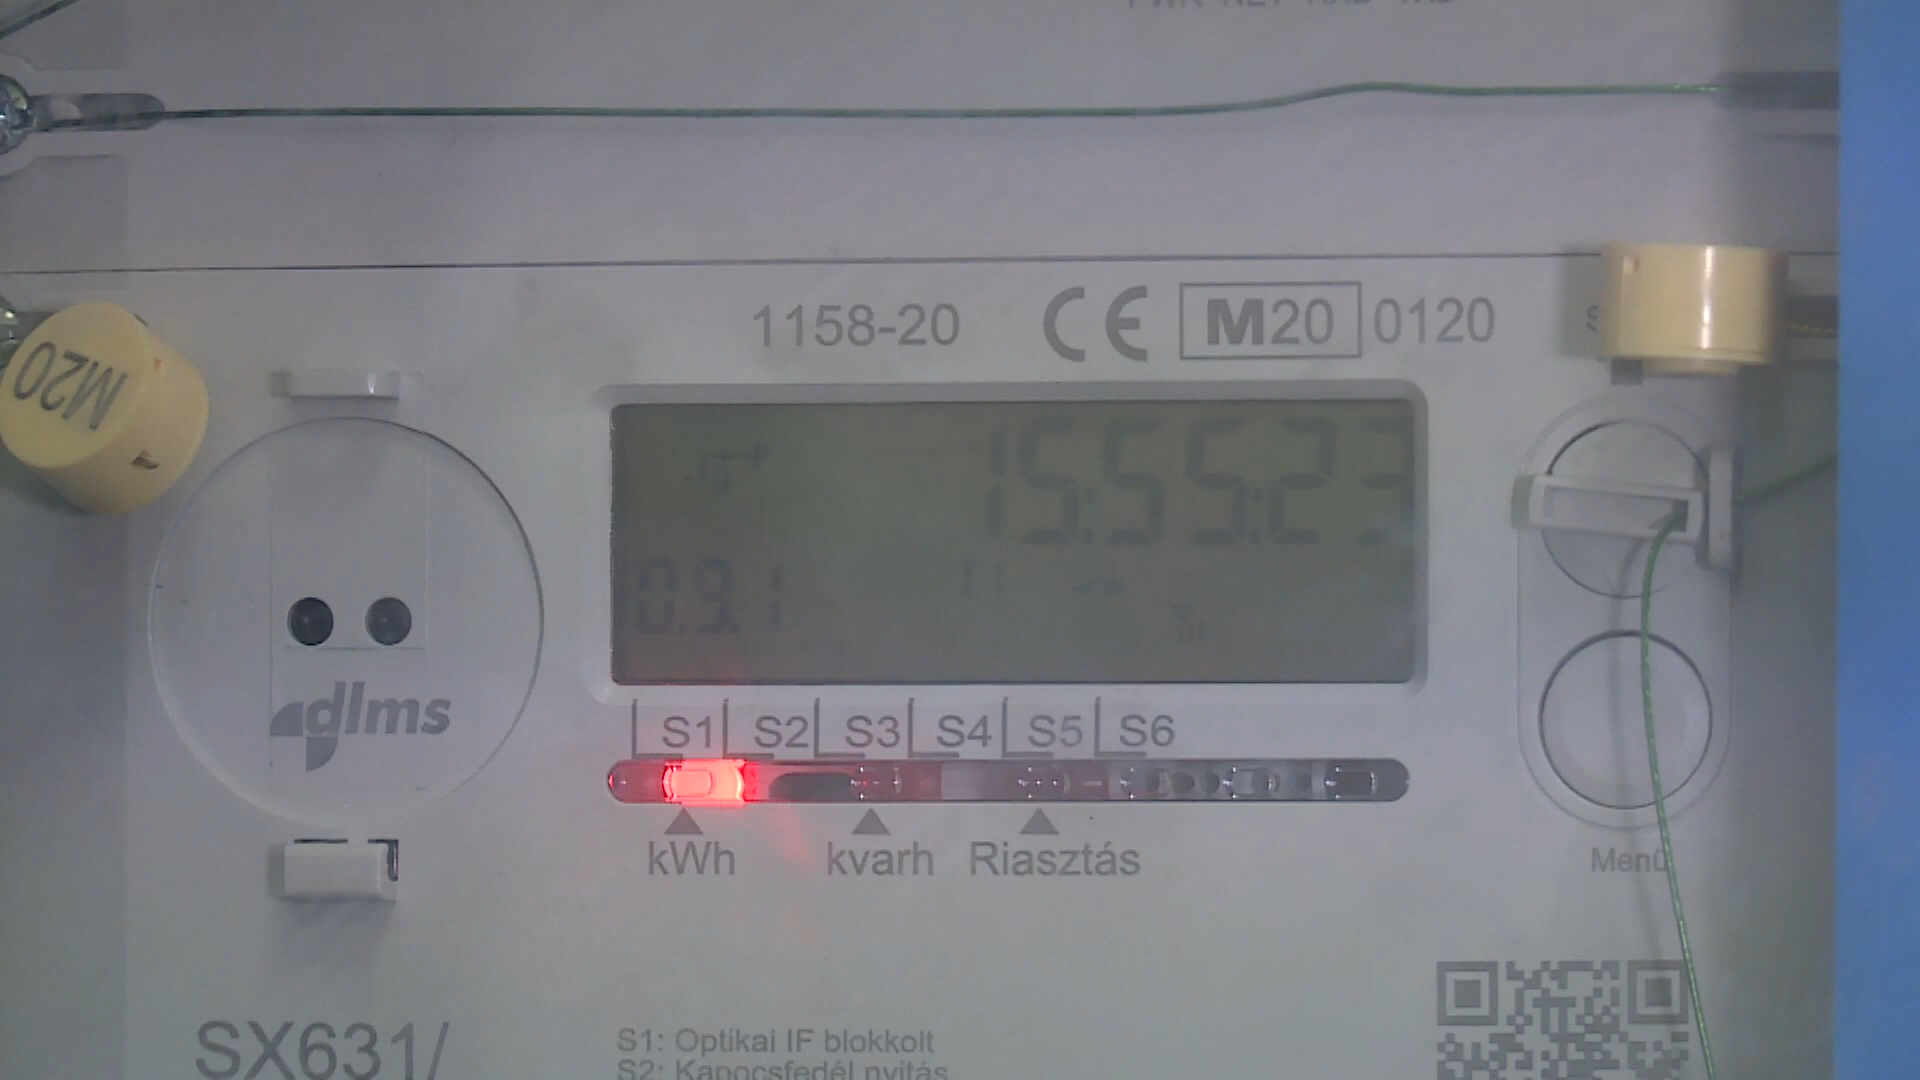 1158-20 CE M20 0120
M20
15:55:23
0.9.1 T1
dlms
S1 S2 S3 S4 S5 S6
kWh kvarh Riasztás
Menü
SX631/
S1: Optikai IF blokkolt
S2: Kapocsfedél nyitás